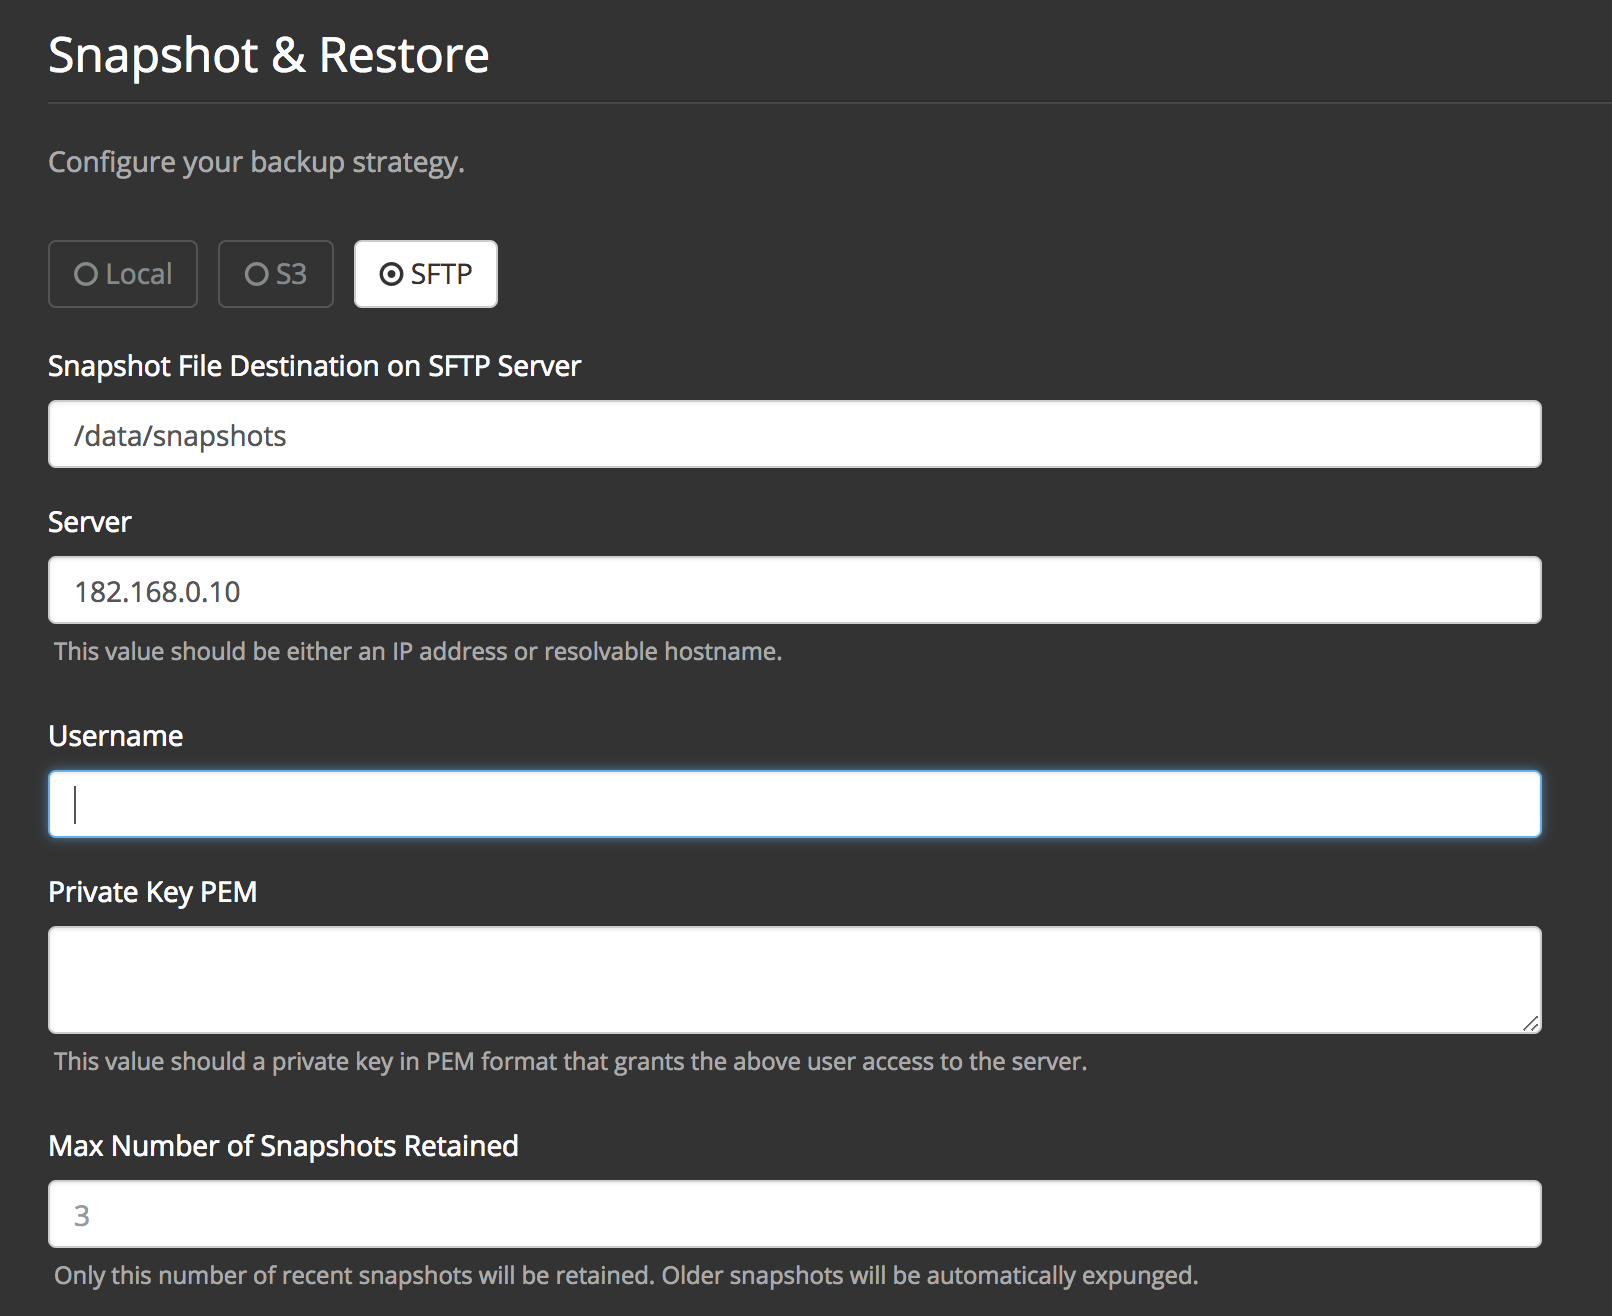 Snapshot & Restore
Configure your backup strategy.
Local S3 SFTP
Snapshot File Destination on SFTP Server
/data/snapshots
Server
182.168.0.10
This value should be either an IP address or resolvable hostname.
Username
Private Key PEM
This value should a private key in PEM format that grants the above user access to the server.
Max Number of Snapshots Retained
3
Only this number of recent snapshots will be retained. Older snapshots will be automatically expunged.